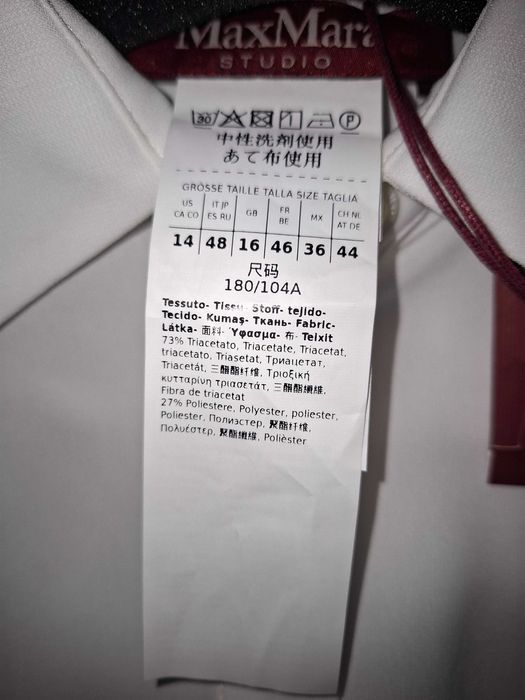 MaxMara
STUDIO
30 P
中性洗剤使用
あて布使用
GRÖSSE TAILLE TALLA SIZE TAGLIA
US CA CO | IT JP ES RU | GB | FR BE | MX | CH NL AT DE
14 | 48 | 16 | 46 | 36 | 44
尺码
180/104A
Tessuto- Tissu- Stoff- tejido-
Tecido- Kumaş- Ткань- Fabric-
Látka- 面料- Ύφασμα- 布- Teixit
73% Triacetato, Triacetate, Triacetat,
triacetato, Triasetat, Триацетат,
Triacetát, 三醋酯纤维, Τριοξική
κυτταρίνη τριασετάτ, 三醋酯纖維,
Fibra de triacetat
27% Poliestere, Polyester, poliester,
Poliester, Полиэстер, 聚酯纤维,
Πολυέστερ, 聚酯纖維, Polièster